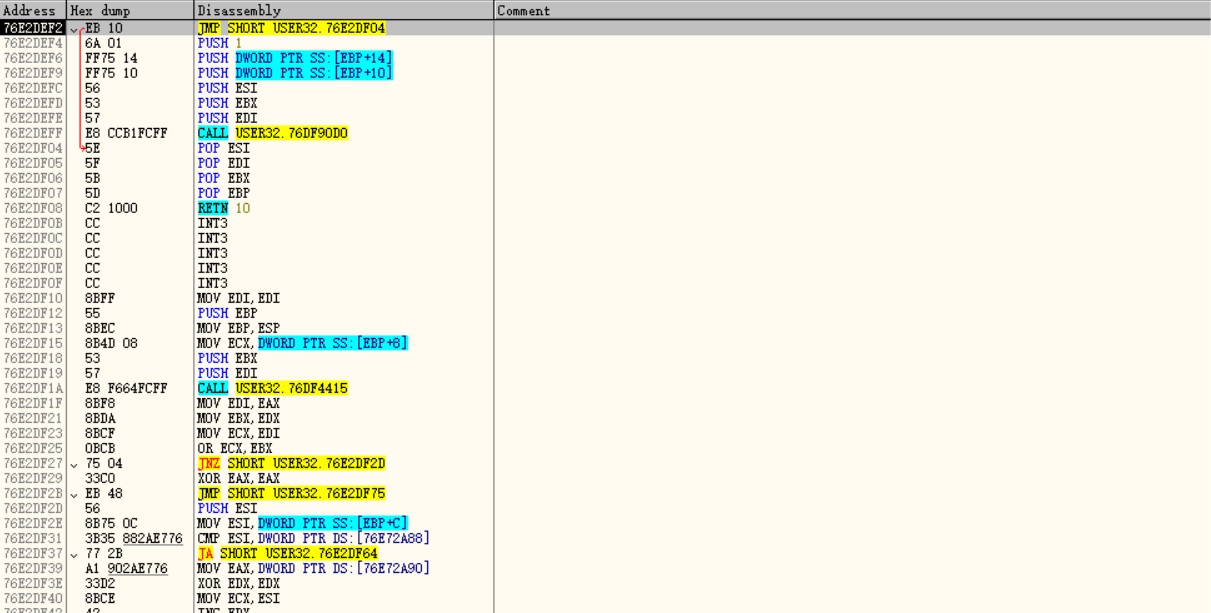 Address Hex dump Disassembly Comment
76E2DEF2 EB 10 JMP SHORT USER32.76E2DF04
76E2DEF4 6A 01 PUSH 1
76E2DEF6 FF75 14 PUSH DWORD PTR SS:[EBP+14]
76E2DEF9 FF75 10 PUSH DWORD PTR SS:[EBP+10]
76E2DEFC 56 PUSH ESI
76E2DEFD 53 PUSH EBX
76E2DEFE 57 PUSH EDI
76E2DEFF E8 CCB1FCFF CALL USER32.76DF90D0
76E2DF04 5E POP ESI
76E2DF05 5F POP EDI
76E2DF06 5B POP EBX
76E2DF07 5D POP EBP
76E2DF08 C2 1000 RETN 10
76E2DF0B CC INT3
76E2DF0C CC INT3
76E2DF0D CC INT3
76E2DF0E CC INT3
76E2DF0F CC INT3
76E2DF10 8BFF MOV EDI,EDI
76E2DF12 55 PUSH EBP
76E2DF13 8BEC MOV EBP,ESP
76E2DF15 8B4D 08 MOV ECX,DWORD PTR SS:[EBP+8]
76E2DF18 53 PUSH EBX
76E2DF19 57 PUSH EDI
76E2DF1A E8 F664FCFF CALL USER32.76DF4415
76E2DF1F 8BF8 MOV EDI,EAX
76E2DF21 8BDA MOV EBX,EDX
76E2DF23 8BCF MOV ECX,EDI
76E2DF25 0BCB OR ECX,EBX
76E2DF27 75 04 JNZ SHORT USER32.76E2DF2D
76E2DF29 33C0 XOR EAX,EAX
76E2DF2B EB 48 JMP SHORT USER32.76E2DF75
76E2DF2D 56 PUSH ESI
76E2DF2E 8B75 0C MOV ESI,DWORD PTR SS:[EBP+C]
76E2DF31 3B35 882AE776 CMP ESI,DWORD PTR DS:[76E72A88]
76E2DF37 77 2B JA SHORT USER32.76E2DF64
76E2DF39 A1 902AE776 MOV EAX,DWORD PTR DS:[76E72A90]
76E2DF3E 33D2 XOR EDX,EDX
76E2DF40 8BCE MOV ECX,ESI